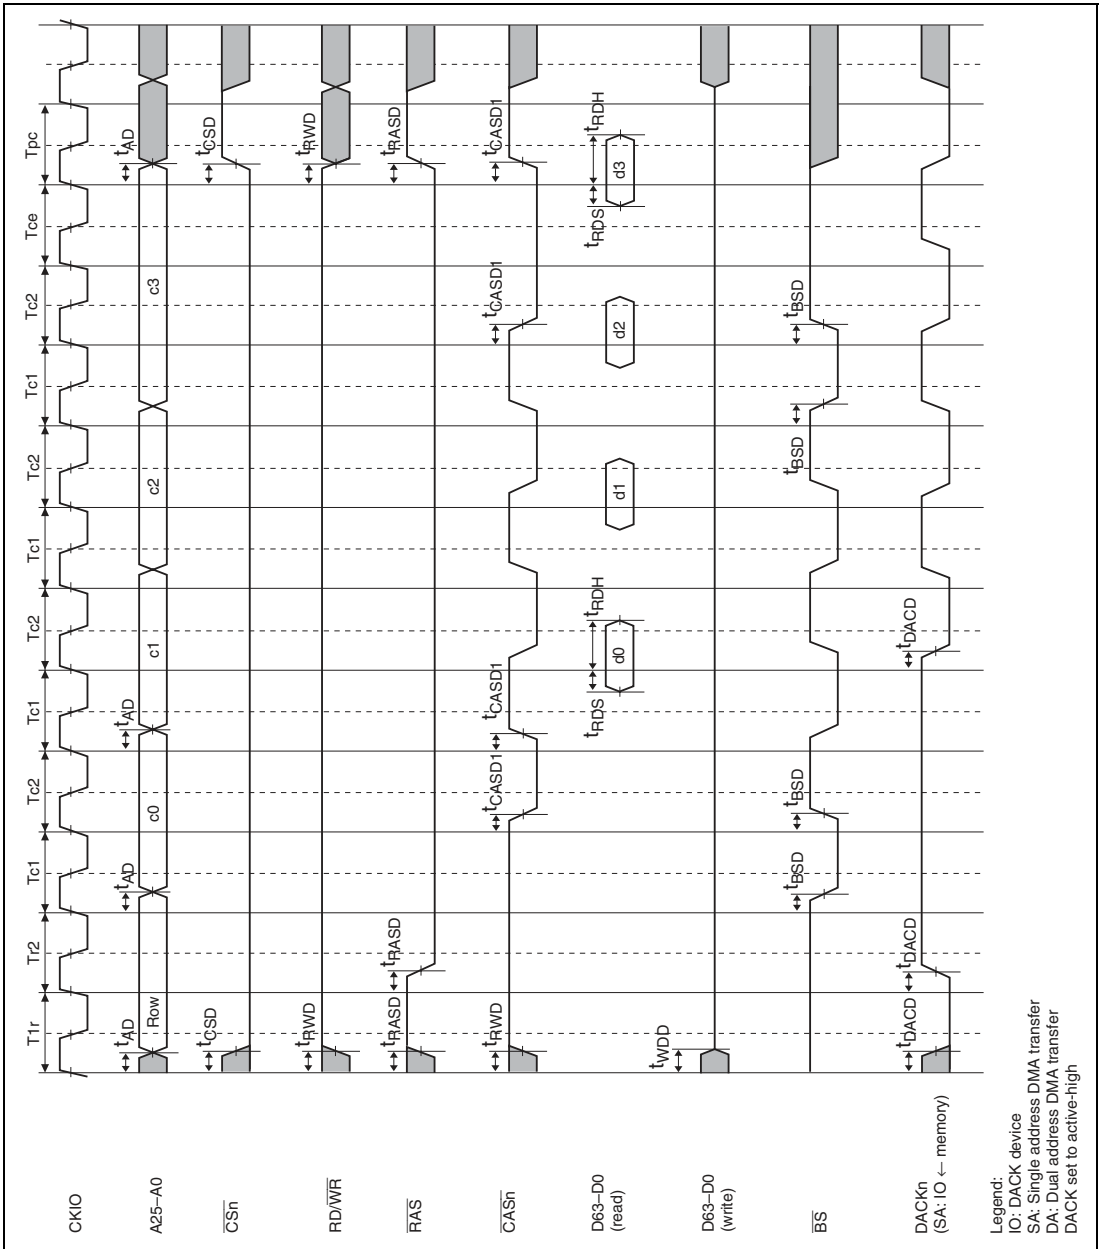 T1r Tr2 Tc1 Tc2 Tc1 Tc2 Tc1 Tc2 Tc1 Tc2 Tce Tpc
CKIO
tAD tAD tAD tAD
A25–A0 Row c0 c1 c2 c3
tCSD tCSD
CSn
tRWD tRWD
RD/WR
tRASD tRASD tRASD
RAS
tRWD tCASD1 tCASD1 tCASD1 tCASD1
CASn
tRDS tRDH tRDS tRDH
D63–D0
(read)
d0 d1 d2 d3
tWDD
D63–D0
(write)
tBSD tBSD tBSD tBSD
BS
tDACD tDACD tDACD
DACKn
(SA: IO ← memory)
Legend:
IO: DACK device
SA: Single address DMA transfer
DA: Dual address DMA transfer
DACK set to active-high